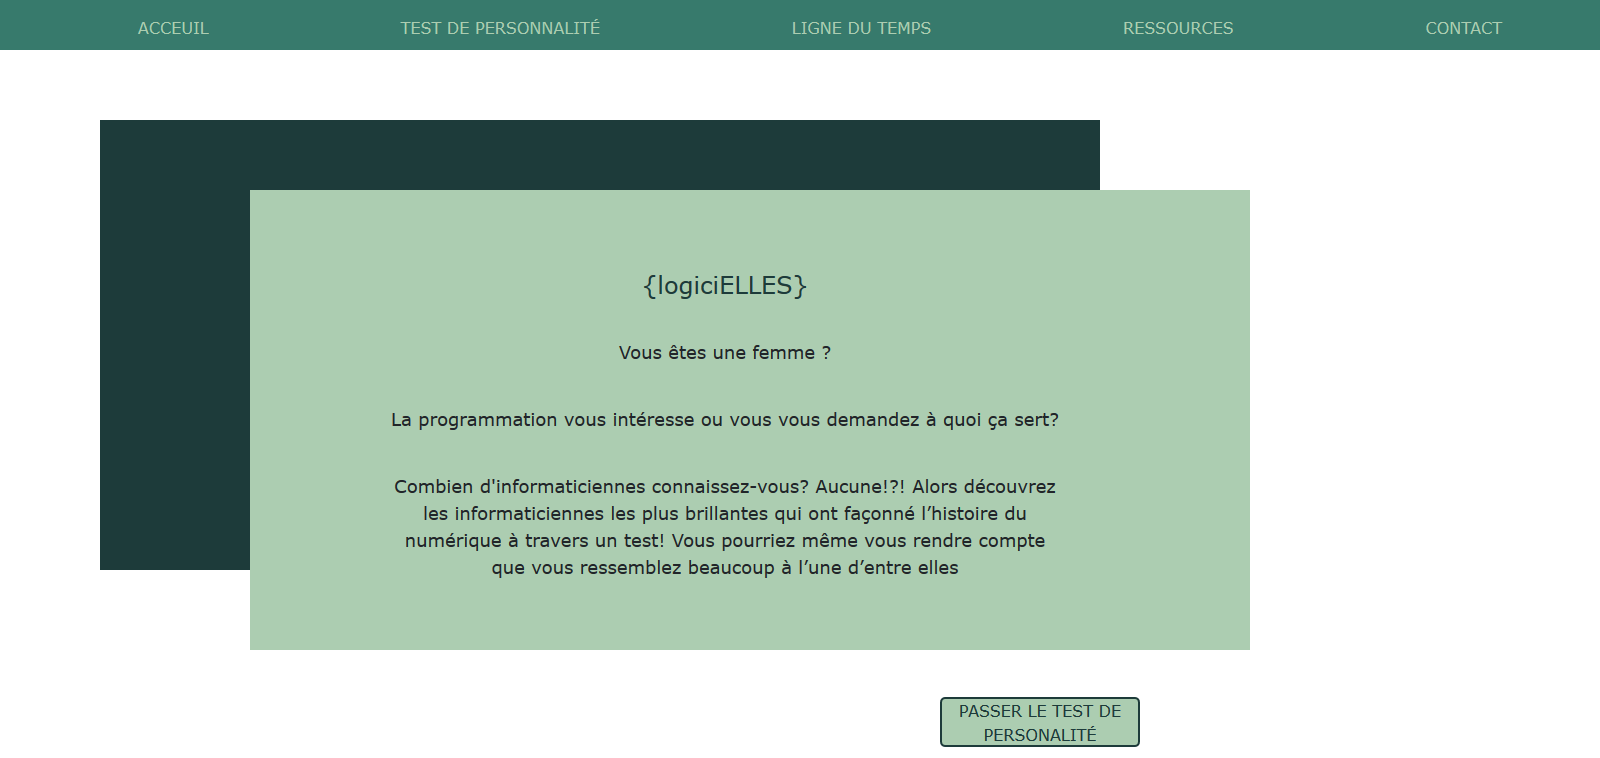 ACCEUIL TEST DE PERSONNALITÉ LIGNE DU TEMPS RESSOURCES CONTACT
{logiciELLES}
Vous êtes une femme ?
La programmation vous intéresse ou vous vous demandez à quoi ça sert?
Combien d'informaticiennes connaissez-vous? Aucune!?! Alors découvrez
les informaticiennes les plus brillantes qui ont façonné l’histoire du
numérique à travers un test! Vous pourriez même vous rendre compte
que vous ressemblez beaucoup à l’une d’entre elles
PASSER LE TEST DE
PERSONALITÉ